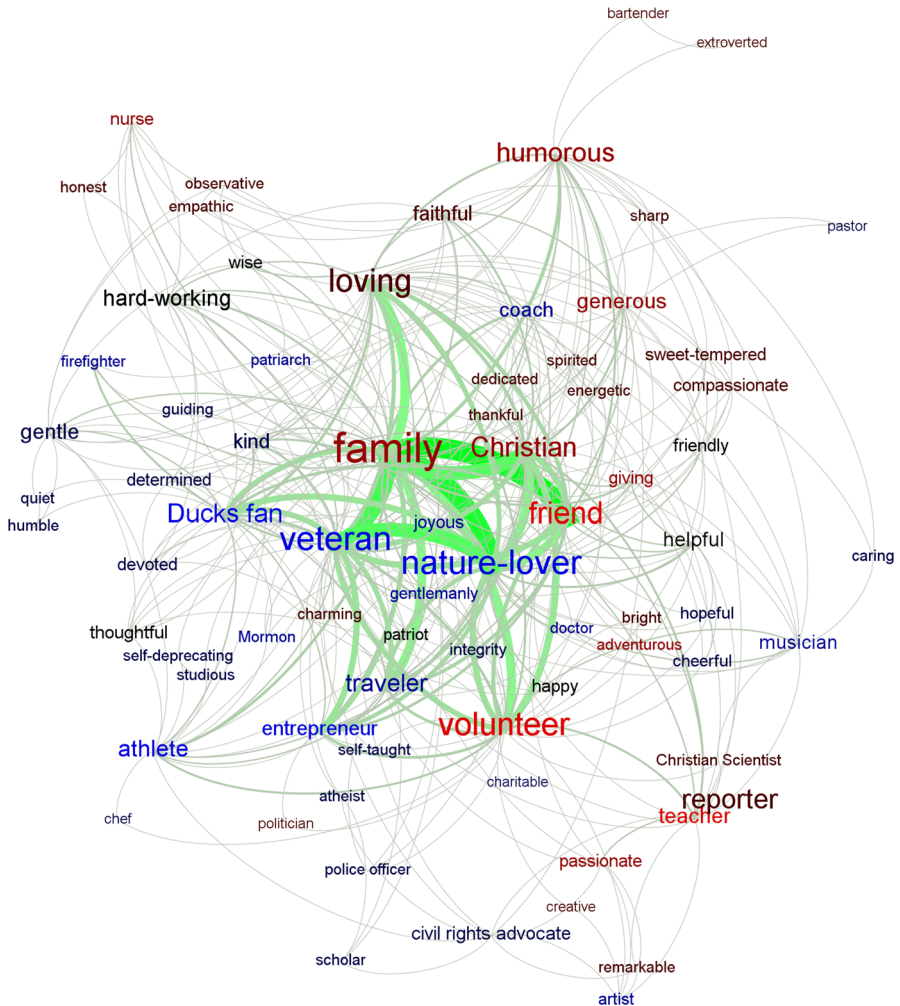 bartender
extroverted
nurse
humorous
honest
observative
empathic
faithful
sharp
pastor
wise
loving
hard-working
coach
generous
firefighter
patriarch
spirited
sweet-tempered
dedicated
energetic
compassionate
guiding
thankful
gentle
kind
family
Christian
friendly
determined
giving
quiet
humble
Ducks fan
joyous
friend
veteran
helpful
nature-lover
devoted
caring
gentlemanly
charming
bright
hopeful
thoughtful
Mormon
patriot
doctor
self-deprecating
integrity
adventurous
musician
studious
cheerful
traveler
happy
entrepreneur
volunteer
athlete
self-taught
Christian Scientist
charitable
atheist
reporter
chef
politician
teacher
police officer
passionate
creative
civil rights advocate
scholar
remarkable
artist